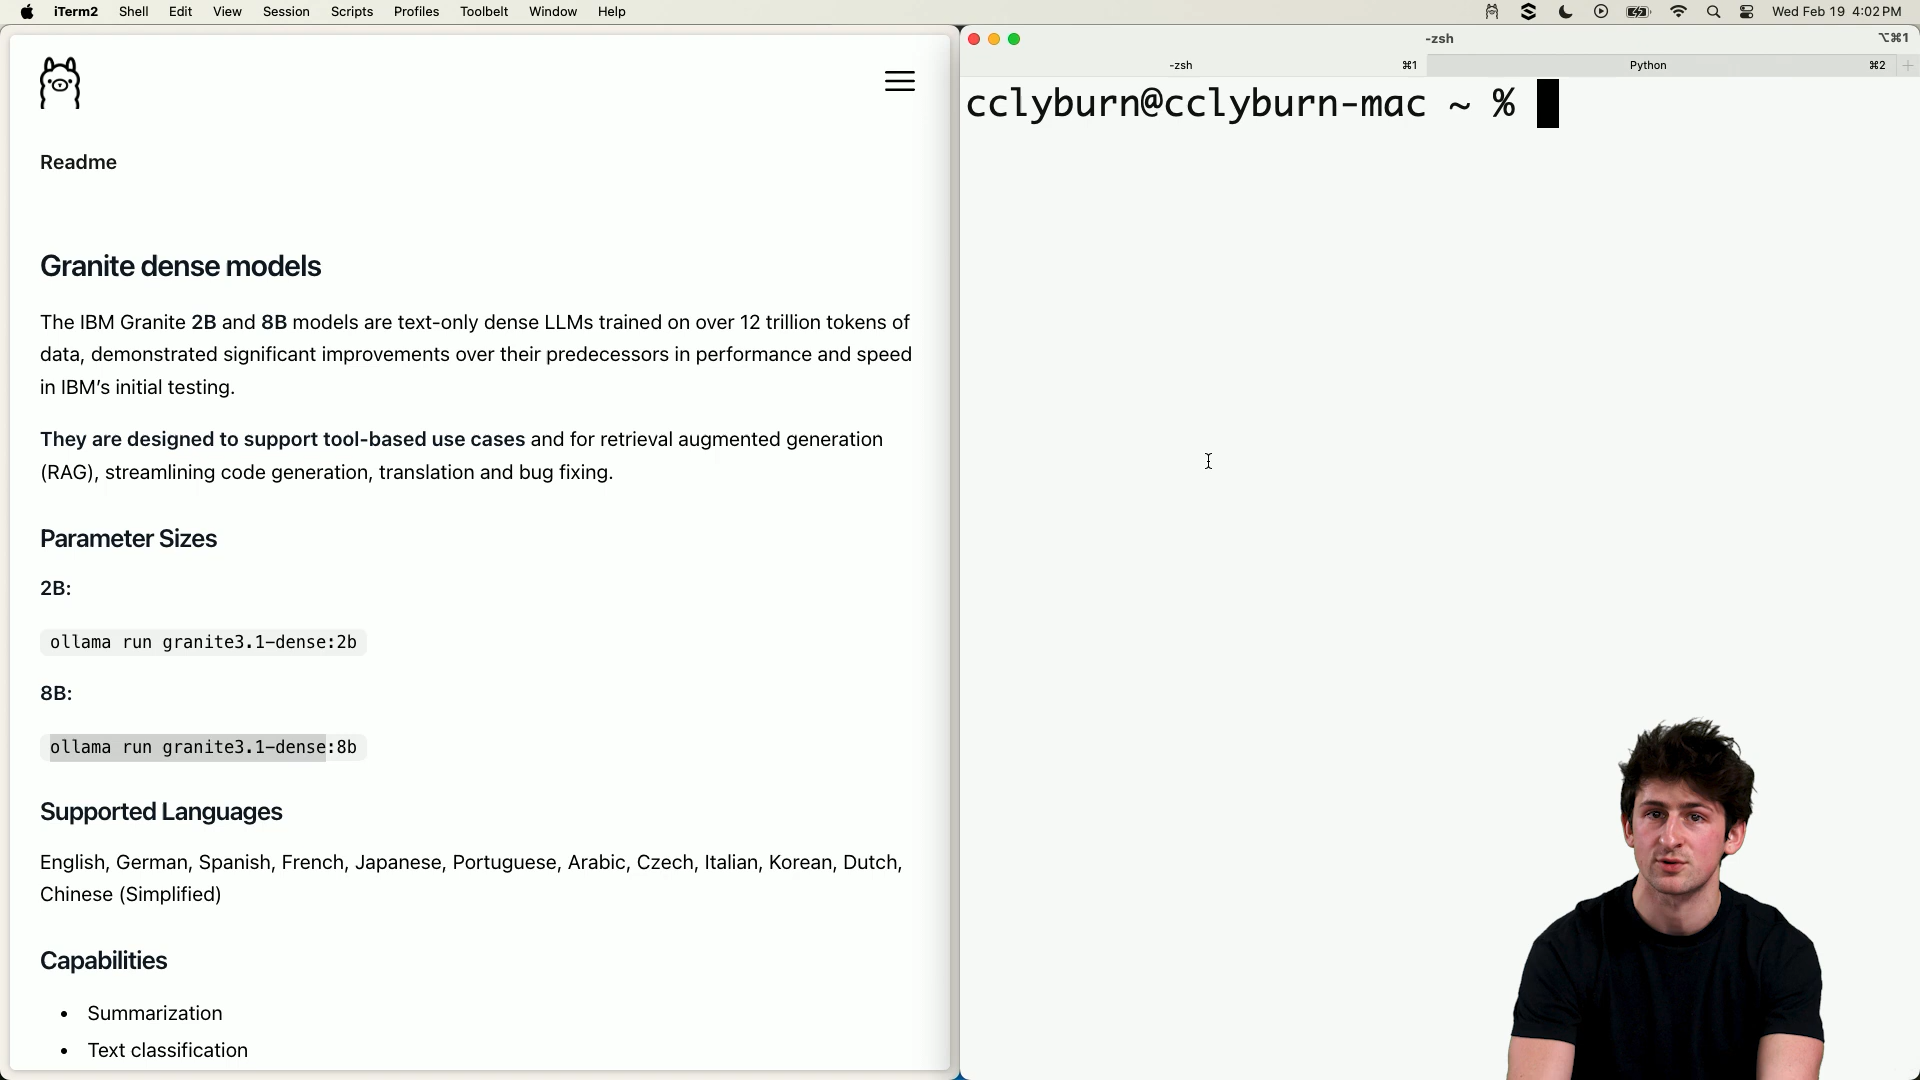 iTerm2 Shell Edit View Session Scripts Profiles Toolbelt Window Help
Wed Feb 19 4:02 PM
Readme
Granite dense models
The IBM Granite 2B and 8B models are text-only dense LLMs trained on over 12 trillion tokens of
data, demonstrated significant improvements over their predecessors in performance and speed
in IBM’s initial testing.
They are designed to support tool-based use cases and for retrieval augmented generation
(RAG), streamlining code generation, translation and bug fixing.
Parameter Sizes
2B:
ollama run granite3.1-dense:2b
8B:
ollama run granite3.1-dense:8b
Supported Languages
English, German, Spanish, French, Japanese, Portuguese, Arabic, Czech, Italian, Korean, Dutch,
Chinese (Simplified)
Capabilities
• Summarization
• Text classification
-zsh ⌥⌘1
-zsh ⌘1 Python ⌘2
cclyburn@cclyburn-mac ~ %